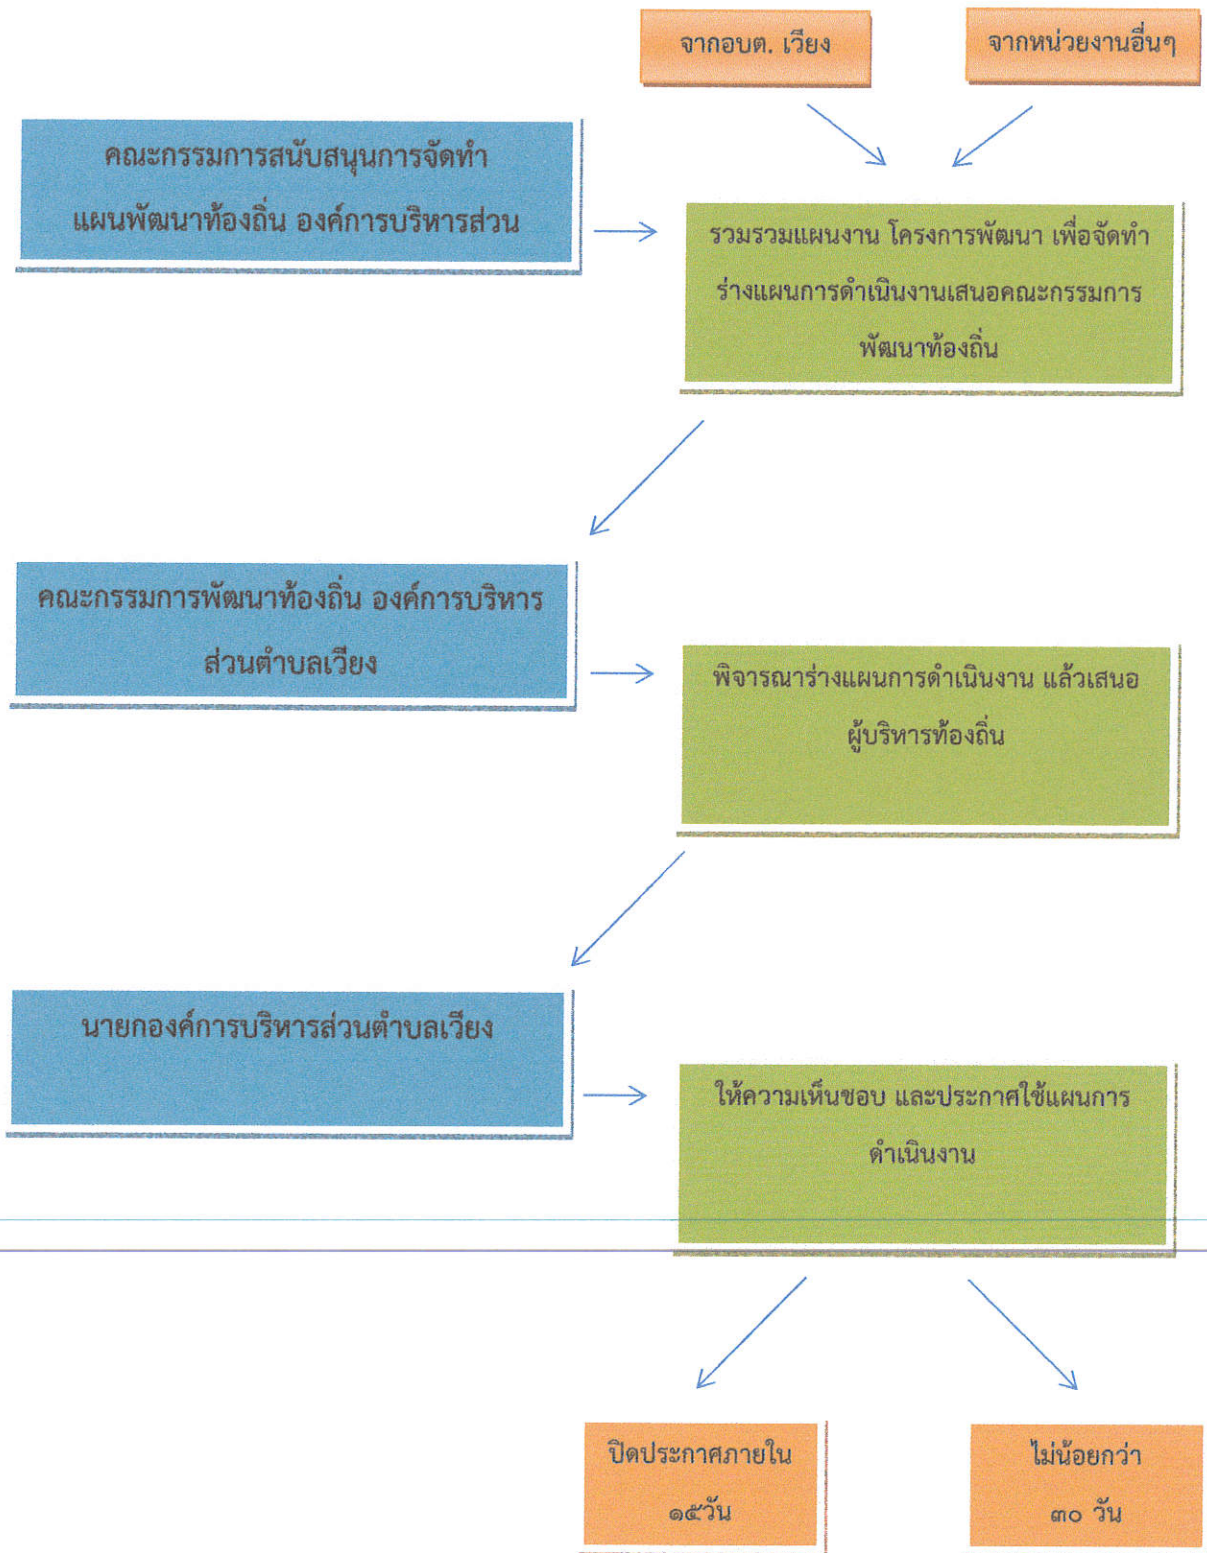 จากอบต. เวียง
จากหน่วยงานอื่นๆ
คณะกรรมการสนับสนุนการจัดทำ
แผนพัฒนาท้องถิ่น องค์การบริหารส่วน
รวมรวมแผนงาน โครงการพัฒนา เพื่อจัดทำ
ร่างแผนการดำเนินงานเสนอคณะกรรมการ
พัฒนาท้องถิ่น
คณะกรรมการพัฒนาท้องถิ่น องค์การบริหาร
ส่วนตำบลเวียง
พิจารณาร่างแผนการดำเนินงาน แล้วเสนอ
ผู้บริหารท้องถิ่น
นายกองค์การบริหารส่วนตำบลเวียง
ให้ความเห็นชอบ และประกาศใช้แผนการ
ดำเนินงาน
ปิดประกาศภายใน
๑๕วัน
ไม่น้อยกว่า
๓๐ วัน